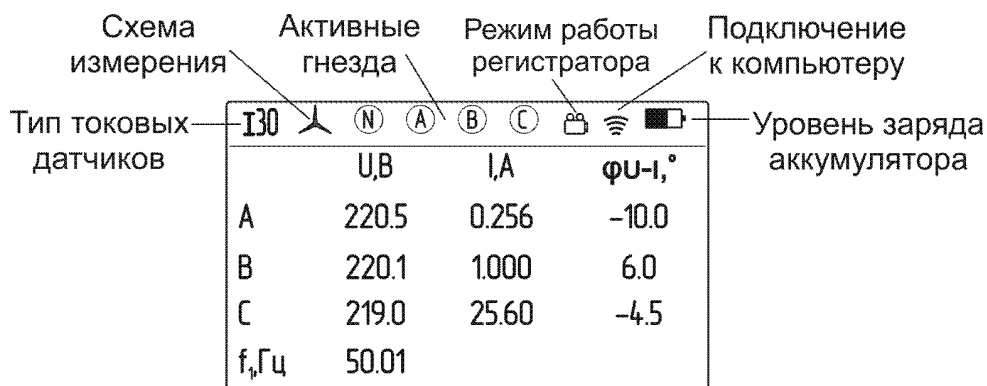 Схема
измерения
Активные
гнезда
Режим работы
регистратора
Подключение
к компьютеру
Тип токовых
датчиков
I30 N A B C
Уровень заряда
аккумулятора
U,В I,А φU-I,°
A 220.5 0.256 -10.0
B 220.1 1.000 6.0
C 219.0 25.60 -4.5
f₁,Гц 50.01